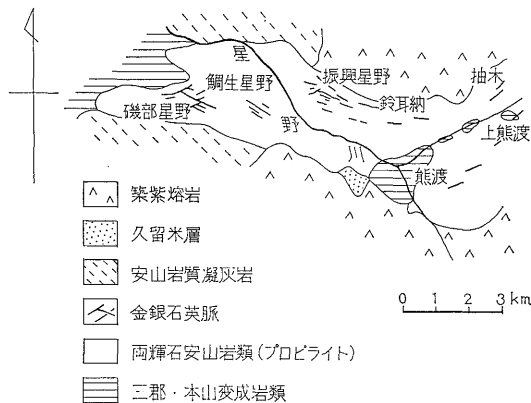 星
鯛生星野
振興星野
抽木
鈴耳納
磯部星野
野
上熊渡
熊渡
築紫熔岩
久留米層
安山岩質凝灰岩
金銀石英脈
両輝石安山岩類(プロピライト)
三郡・本山変成岩類
0 1 2 3 km